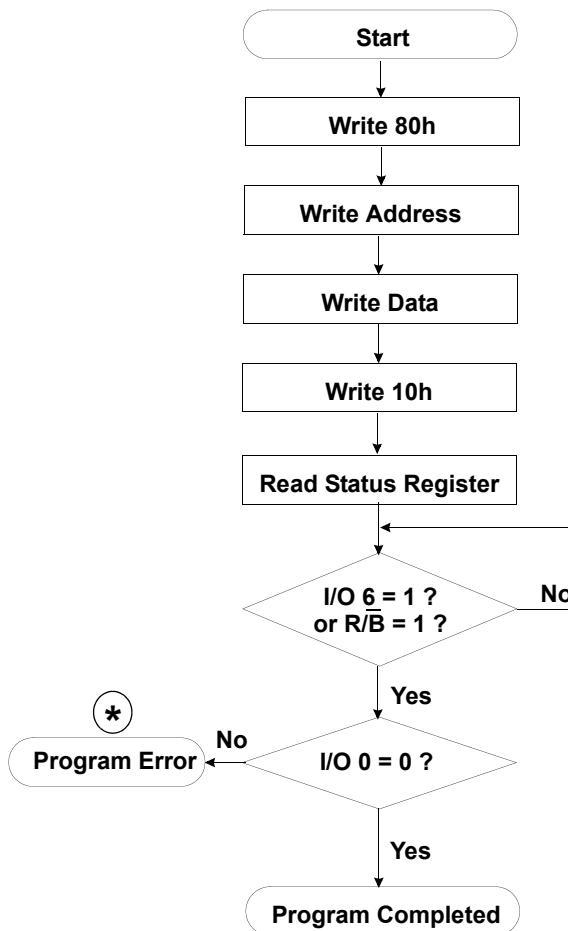 Start
Write 80h
Write Address
Write Data
Write 10h
Read Status Register
I/O 6 = 1 ?
or R/B̅ = 1 ?
No
Yes
*
No
Program Error
I/O 0 = 0 ?
Yes
Program Completed